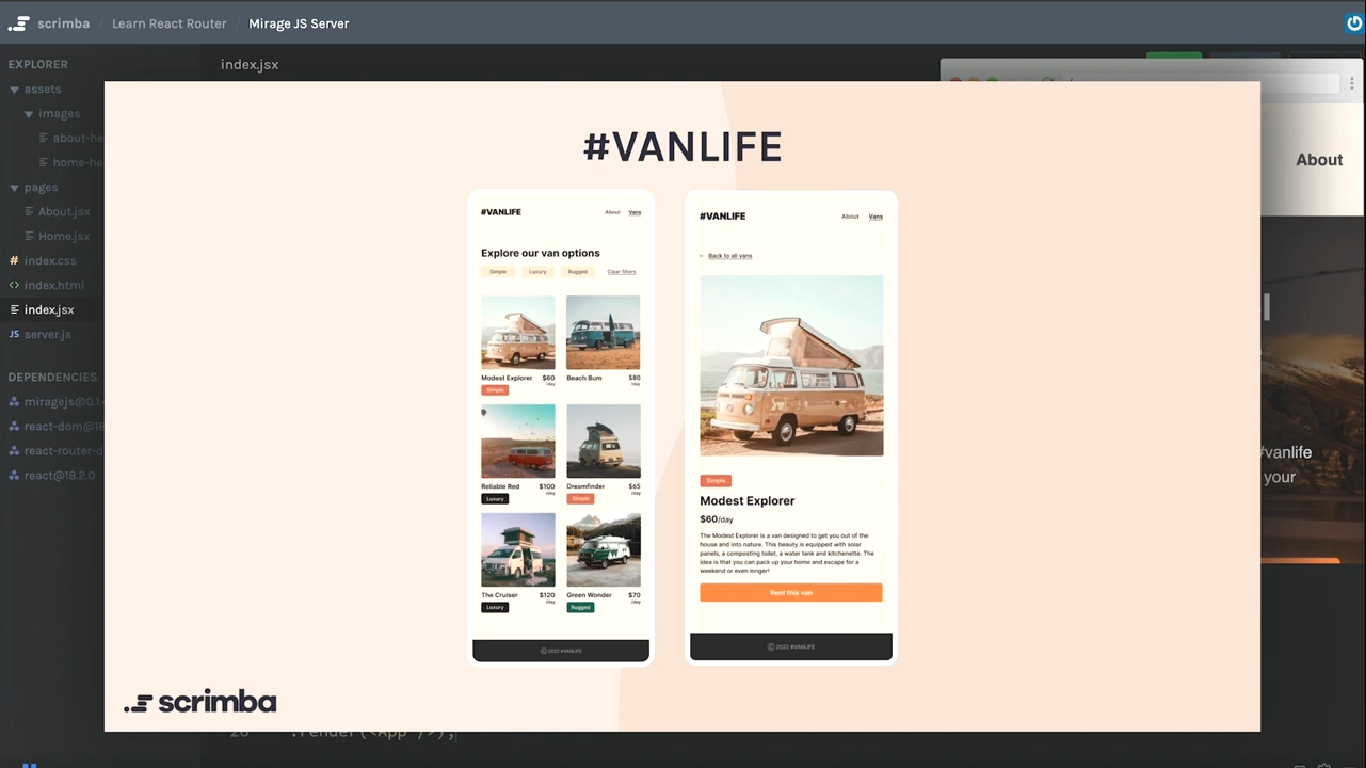 scrimba / Learn React Router / Mirage JS Server
EXPLORER
index.jsx
assets
images
about-he
home-he
pages
About.jsx
Home.jsx
index.css
index.html
index.jsx
JS server.js
DEPENDENCIES
miragejs@0.1.4
react-dom@18
react-router-d
react@18.2.0
#VANLIFE
#VANLIFE
About Vans
Explore our van options
Simple Luxury Rugged Clear filters
Modest Explorer $60 /day
Simple
Beach Bum $80 /day
Reliable Red $100 /day
Luxury
Dreamfinder $65 /day
Simple
The Cruiser $120 /day
Luxury
Green Wonder $70 /day
Rugged
© 2022 #VANLIFE
#VANLIFE
About Vans
Back to all vans
Simple
Modest Explorer
$60/day
The Modest Explorer is a van designed to get you out of the
house and into nature. This beauty is equipped with solar
panels, a composting toilet, a water tank and kitchenette. The
idea is that you can pack up your home and escape for a
weekend or even longer!
Rent this van
© 2022 #VANLIFE
scrimba
About
#vanlife
your
.render(<App />);